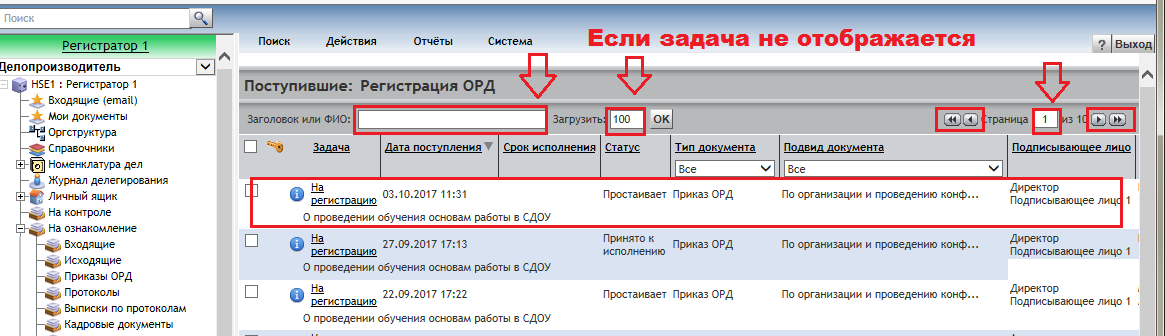 Поиск
Регистратор 1
Делопроизводитель
HSE1 : Регистратор 1
Входящие (email)
Мои документы
Оргструктура
Справочники
Номенклатура дел
Журнал делегирования
Личный ящик
На контроле
На ознакомление
Входящие
Исходящие
Приказы ОРД
Протоколы
Выписки по протоколам
Кадровые документы
Поиск Действия Отчёты Система
Если задача не отображается
? Выход
Поступившие: Регистрация ОРД
Заголовок или ФИО: Загрузить: 100 OK Страница 1 из 10
Задача Дата поступления Срок исполнения Статус Тип документа Подвид документа Подписывающее лицо
Все Все
На регистрацию 03.10.2017 11:31 Простаивает Приказ ОРД По организации и проведению конф... Директор
Подписывающее лицо 1
О проведении обучения основам работы в СДОУ
На регистрацию 27.09.2017 17:13 Принято к исполнению Приказ ОРД По организации и проведению конф... Директор
Подписывающее лицо 1
О проведении обучения основам работы в СДОУ
На регистрацию 22.09.2017 17:22 Простаивает Приказ ОРД По организации и проведению конф... Директор
Подписывающее лицо 1
О проведении обучения основам работы в СДОУ